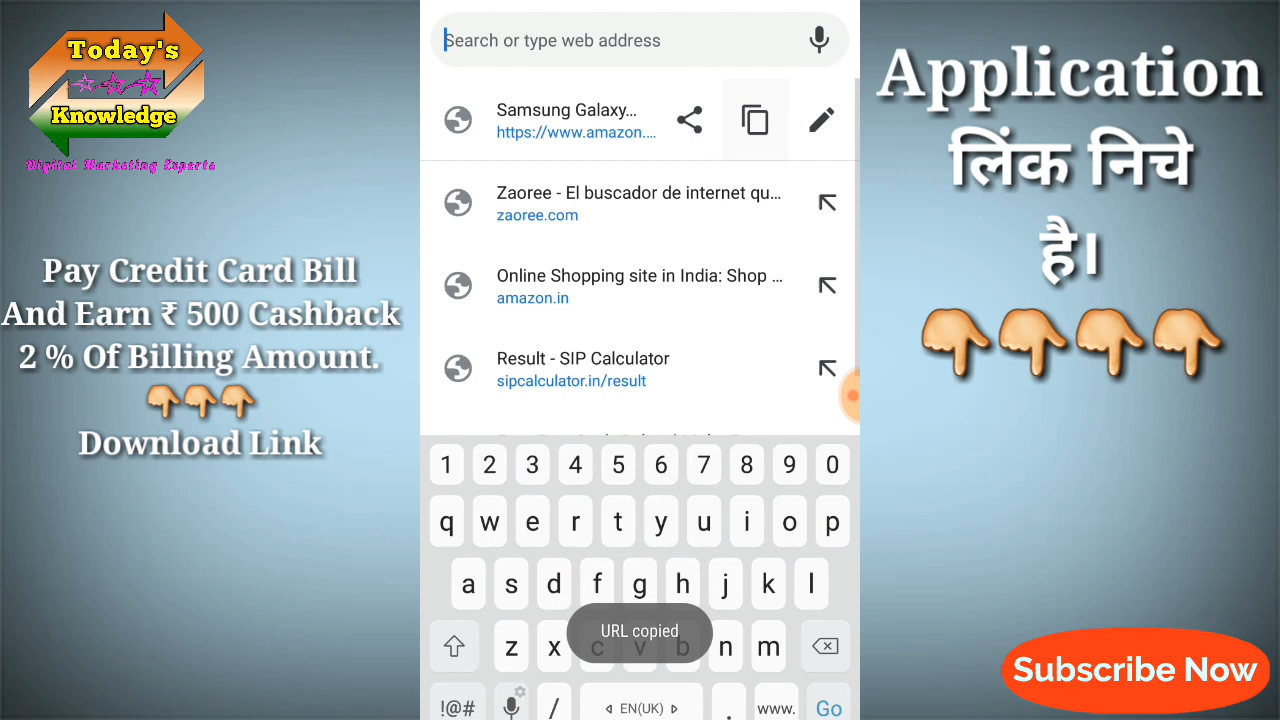 Today's
Knowledge
Digital Marketing Experts
Pay Credit Card Bill
And Earn ₹ 500 Cashback
2 % Of Billing Amount.
Download Link
Search or type web address
Samsung Galaxy…
https://www.amazon.…
Zaoree - El buscador de internet qu…
zaoree.com
Online Shopping site in India: Shop …
amazon.in
Result - SIP Calculator
sipcalculator.in/result
1 2 3 4 5 6 7 8 9 0
q w e r t y u i o p
a s d f g h j k l
URL copied
z x c v b n m
!@# / EN(UK) . www. Go
Application
लिंक निचे
है।
Subscribe Now